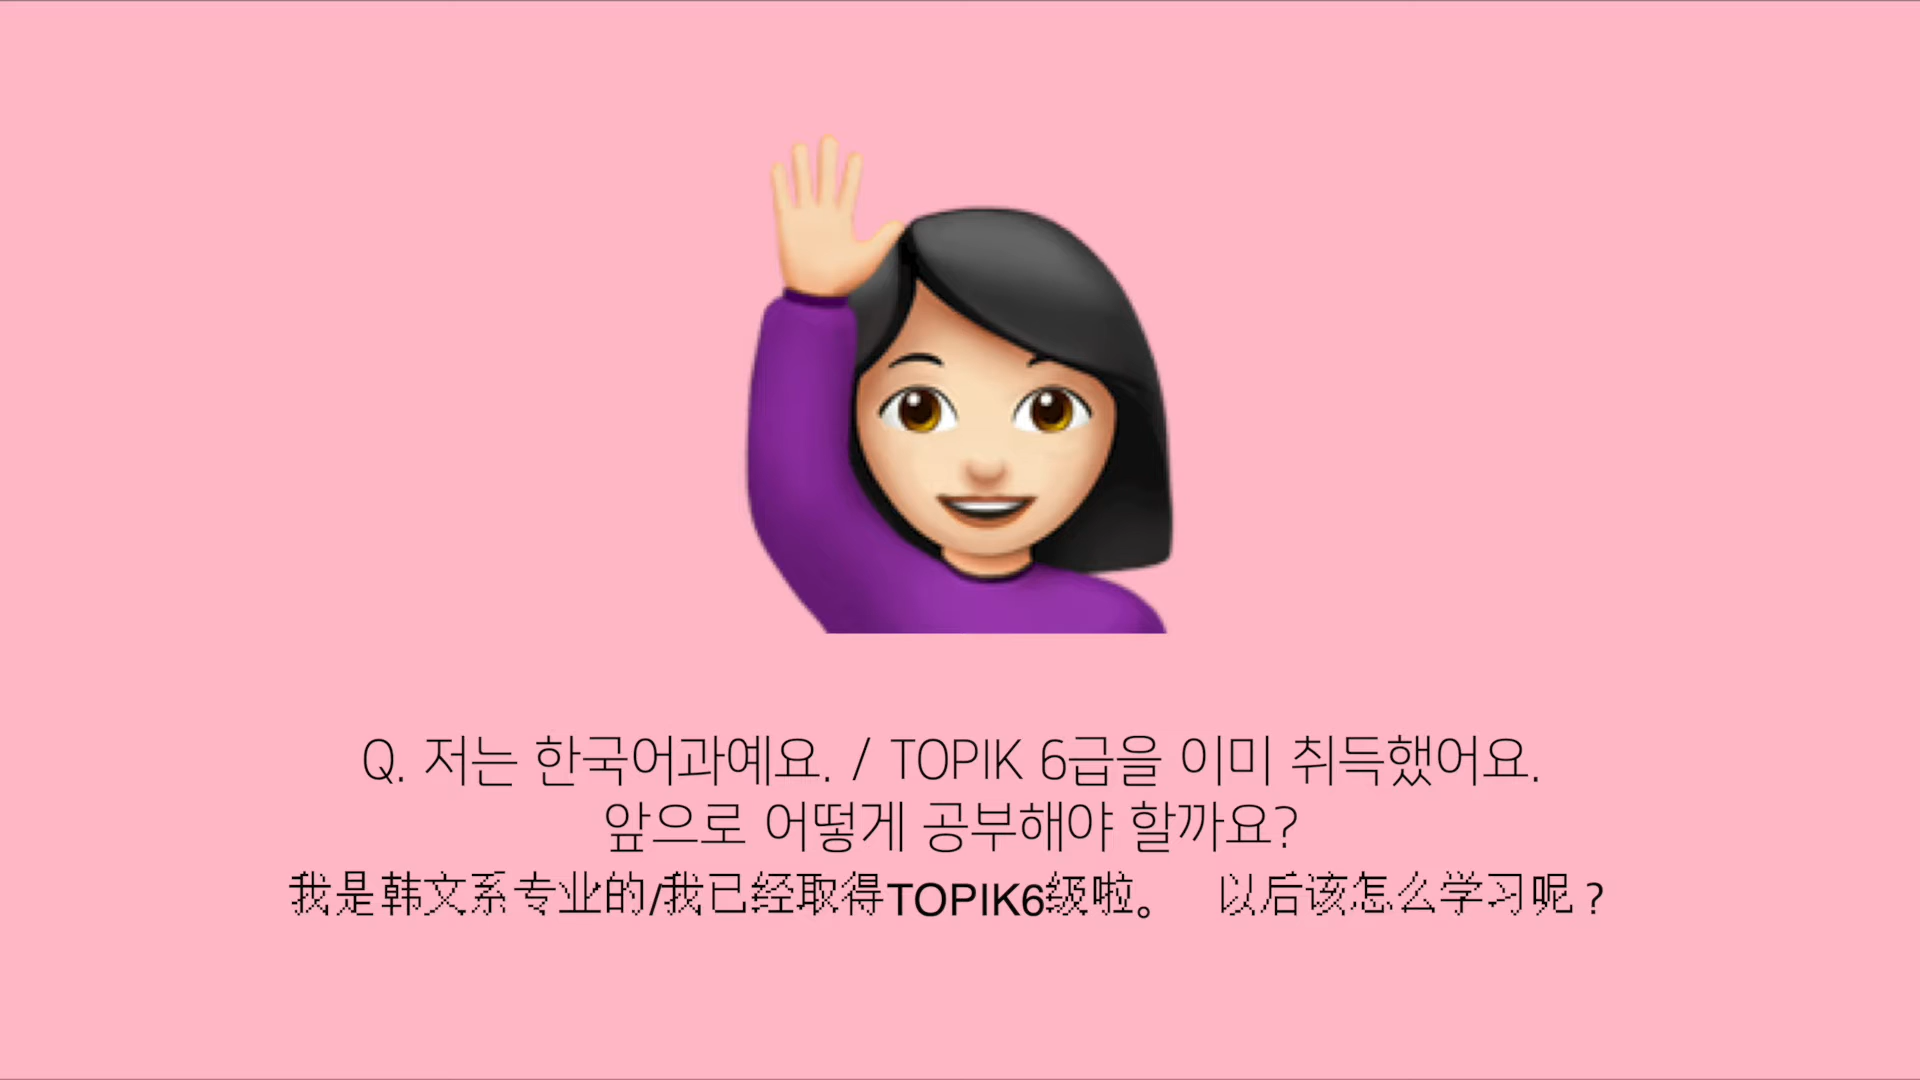 Q. 저는 한국어과예요. / TOPIK 6급을 이미 취득했어요.
앞으로 어떻게 공부해야 할까요?
我是韩文系专业的/我已经取得TOPIK6级啦。 以后该怎么学习呢？